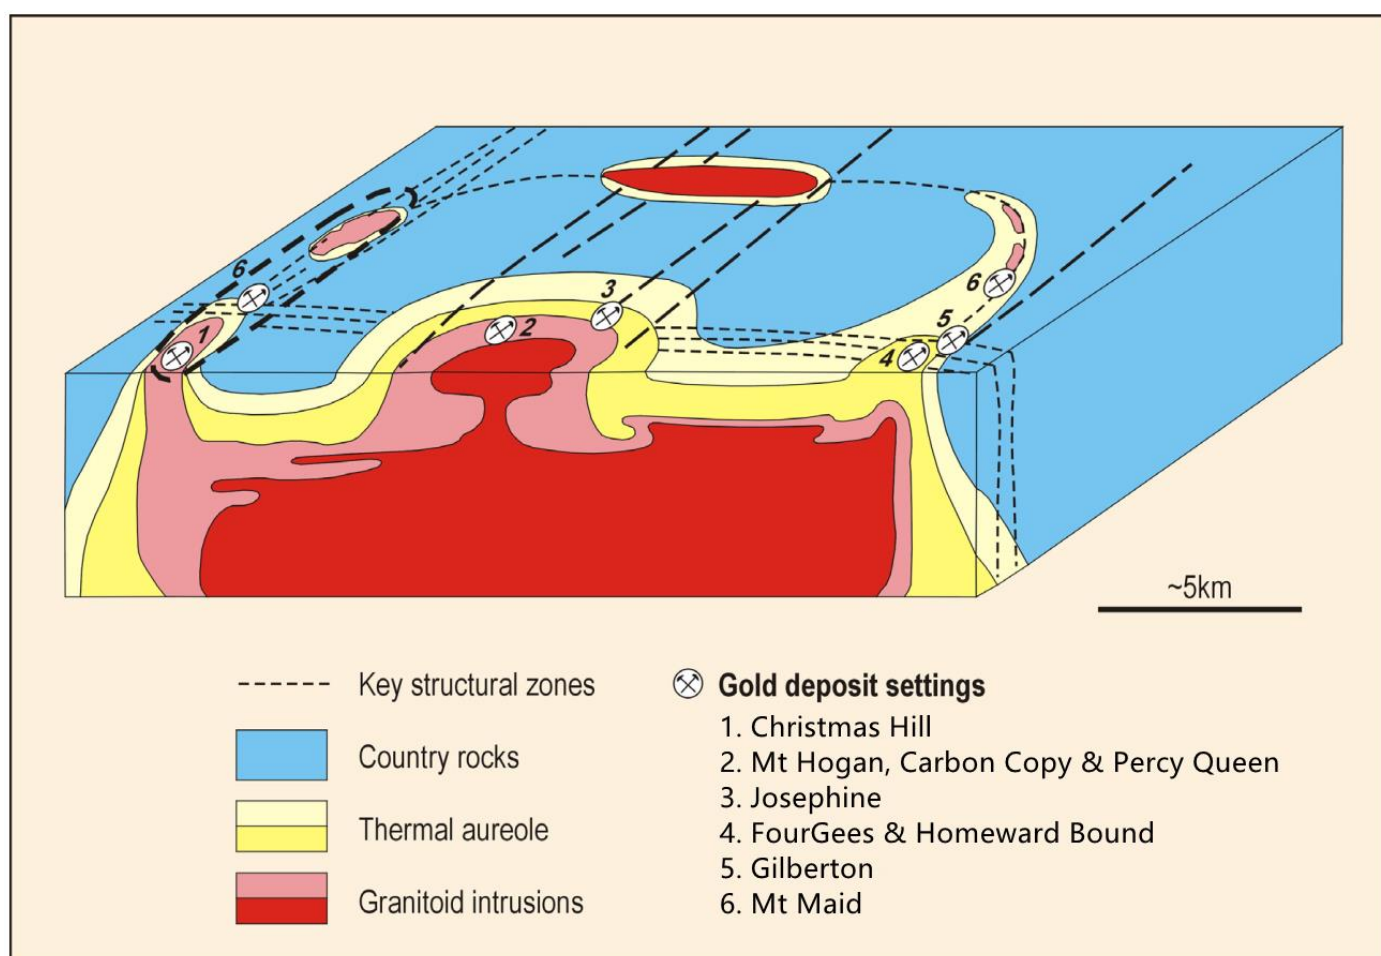 6
3
6
1
2
5
4
~5km
Key structural zones
Country rocks
Thermal aureole
Granitoid intrusions
Gold deposit settings
1. Christmas Hill
2. Mt Hogan, Carbon Copy & Percy Queen
3. Josephine
4. FourGees & Homeward Bound
5. Gilberton
6. Mt Maid